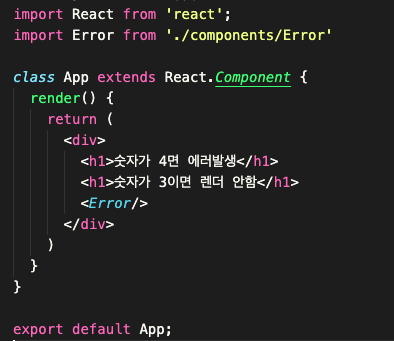 import React from 'react';
import Error from './components/Error'
class App extends React.Component {
render() {
return (
<div>
<h1>숫자가 4면 에러발생</h1>
<h1>숫자가 3이면 렌더 안함</h1>
<Error/>
</div>
)
}
}
export default App;